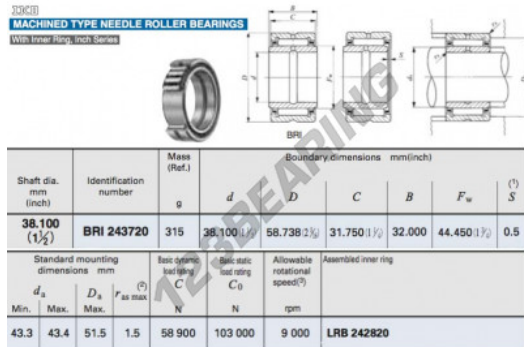 IKO
MACHINED TYPE NEEDLE ROLLER BEARINGS
With Inner Ring, Inch Series
B
C
D
d
Fw
BRI
123BEARING
Shaft dia.
mm
(inch)
Identification
number
Mass
(Ref.)
g
Boundary dimensions mm(inch)
d
D
C
B
Fw
(1)
S
38.100
(1½)
BRI 243720
315
38.100(1½)
58.738(2 5/16)
31.750(1¼)
32.000
44.450(1¾)
0.5
Standard mounting
dimensions mm
da
Min.
Max.
Da
Max.
(2)
ras max
Basic dynamic
load rating
C
N
Basic static
load rating
C0
N
Allowable
rotational
speed(3)
rpm
Assembled inner ring
43.3
43.4
51.5
1.5
58 900
103 000
9 000
LRB 242820